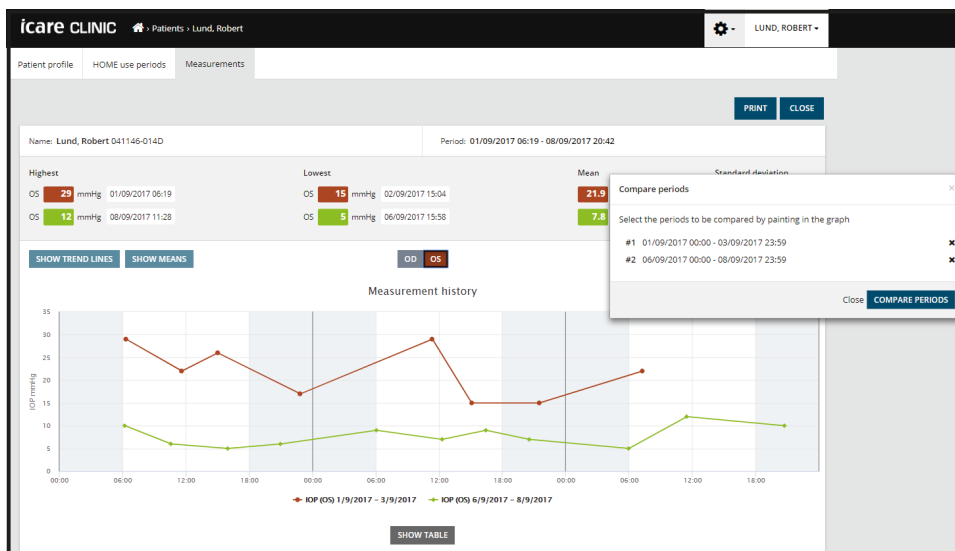 icare CLINIC › Patients › Lund, Robert LUND, ROBERT
Patient profile HOME use periods Measurements
PRINT CLOSE
Name: Lund, Robert 041146-014D Period: 01/09/2017 06:19 - 08/09/2017 20:42
Highest Lowest Mean Standard deviation
OS 29 mmHg 01/09/2017 06:19 OS 15 mmHg 02/09/2017 15:04 21.9
OS 12 mmHg 08/09/2017 11:28 OS 5 mmHg 06/09/2017 15:58 7.8
Compare periods ×
Select the periods to be compared by painting in the graph
#1 01/09/2017 00:00 - 03/09/2017 23:59 ×
#2 06/09/2017 00:00 - 08/09/2017 23:59 ×
Close COMPARE PERIODS
SHOW TREND LINES SHOW MEANS OD OS
Measurement history
IOP mmHg
35
30
25
20
15
10
5
0
00:00 06:00 12:00 18:00 00:00 06:00 12:00 18:00 00:00 06:00 12:00 18:00
IOP (OS) 1/9/2017 – 3/9/2017 IOP (OS) 6/9/2017 – 8/9/2017
SHOW TABLE